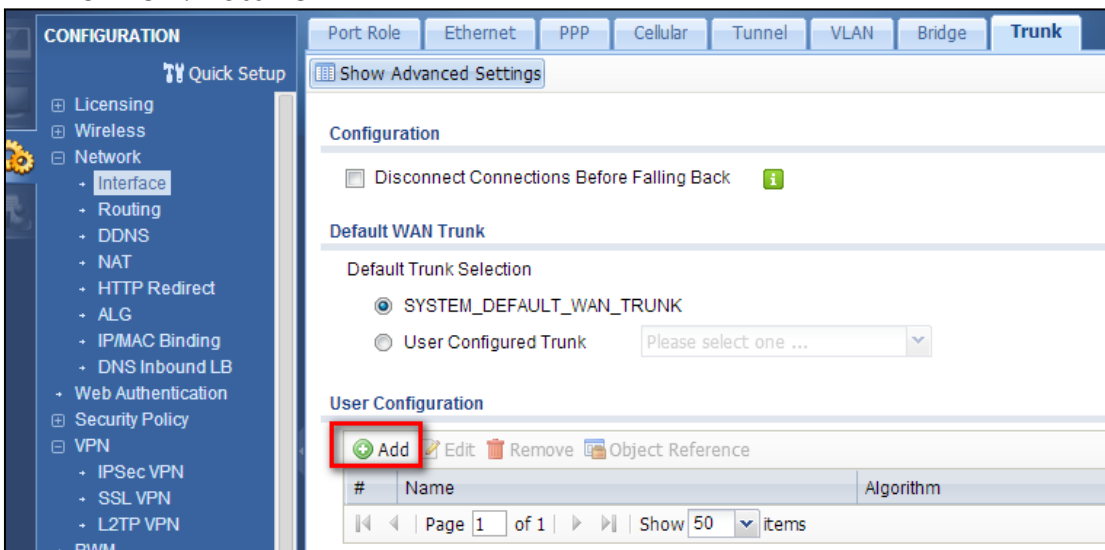 CONFIGURATION
Quick Setup
Licensing
Wireless
Network
Interface
Routing
DDNS
NAT
HTTP Redirect
ALG
IP/MAC Binding
DNS Inbound LB
Web Authentication
Security Policy
VPN
IPSec VPN
SSL VPN
L2TP VPN
BWM
Port Role Ethernet PPP Cellular Tunnel VLAN Bridge Trunk
Show Advanced Settings
Configuration
Disconnect Connections Before Falling Back
Default WAN Trunk
Default Trunk Selection
SYSTEM_DEFAULT_WAN_TRUNK
User Configured Trunk Please select one ...
User Configuration
Add Edit Remove Object Reference
# Name Algorithm
Page 1 of 1 Show 50 items